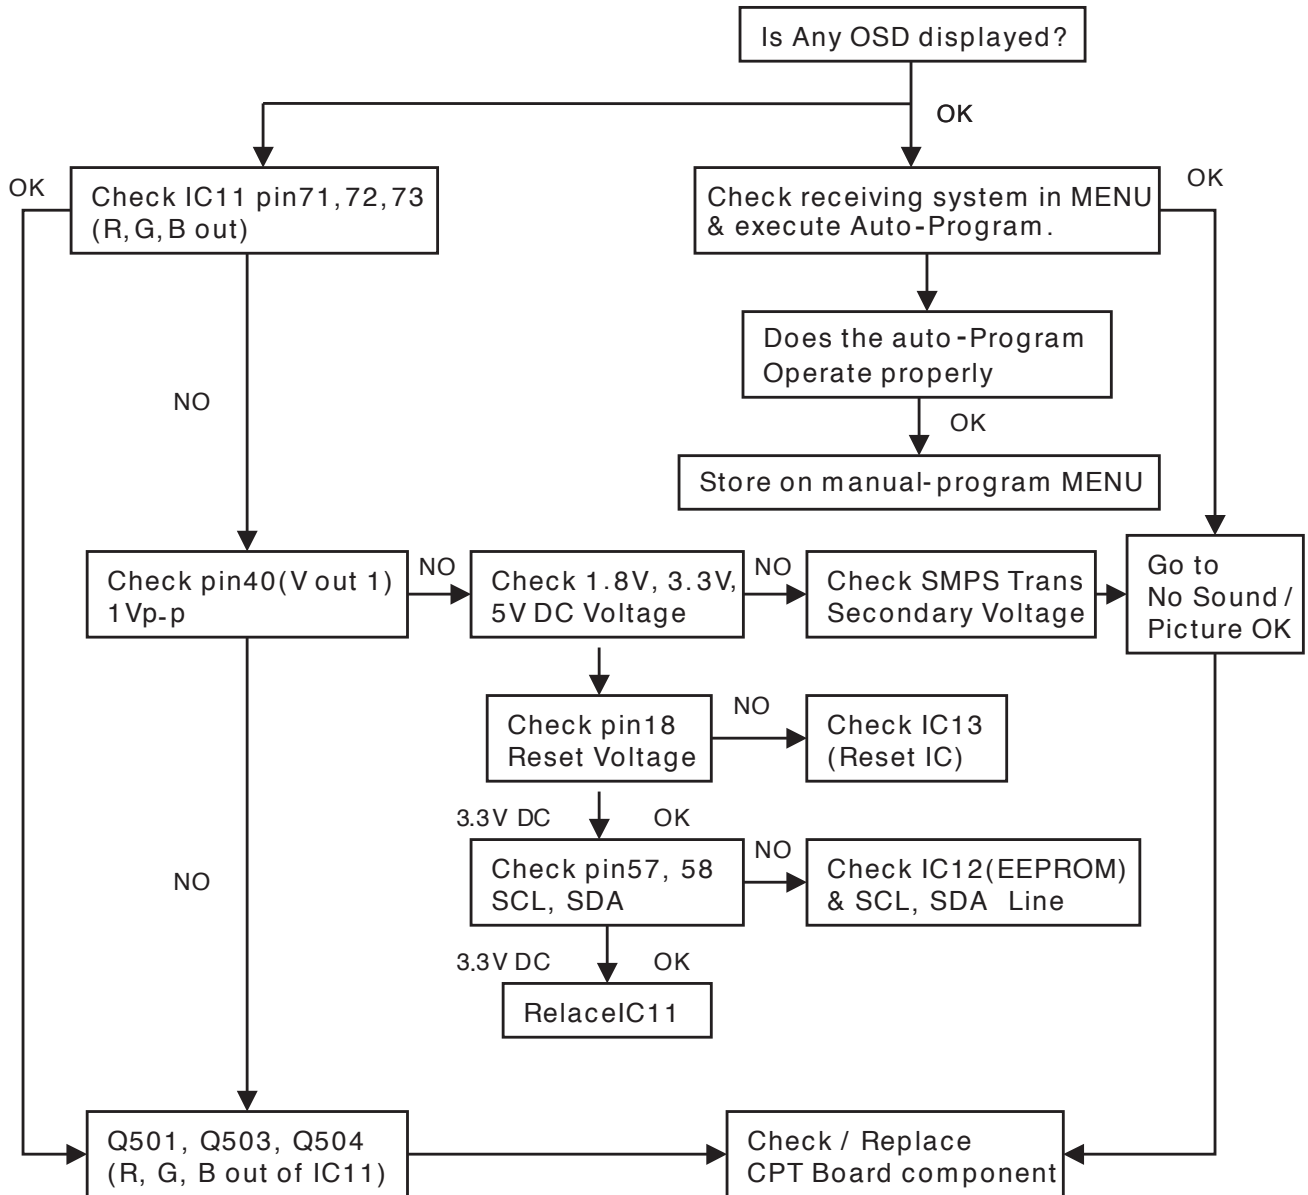 Is Any OSD displayed?
OK
OK
Check IC11 pin71,72,73
(R,G,B out)
Check receiving system in MENU
& execute Auto-Program.
OK
Does the auto-Program
Operate properly
NO
OK
Store on manual-program MENU
Check pin40(V out 1)
1Vp-p
NO
Check 1.8V, 3.3V,
5V DC Voltage
NO
Check SMPS Trans
Secondary Voltage
Go to
No Sound /
Picture OK
Check pin18
Reset Voltage
NO
Check IC13
(Reset IC)
3.3V DC
OK
NO
Check pin57, 58
SCL, SDA
NO
Check IC12(EEPROM)
& SCL, SDA Line
3.3V DC
OK
RelaceIC11
Q501, Q503, Q504
(R, G, B out of IC11)
Check / Replace
CPT Board component